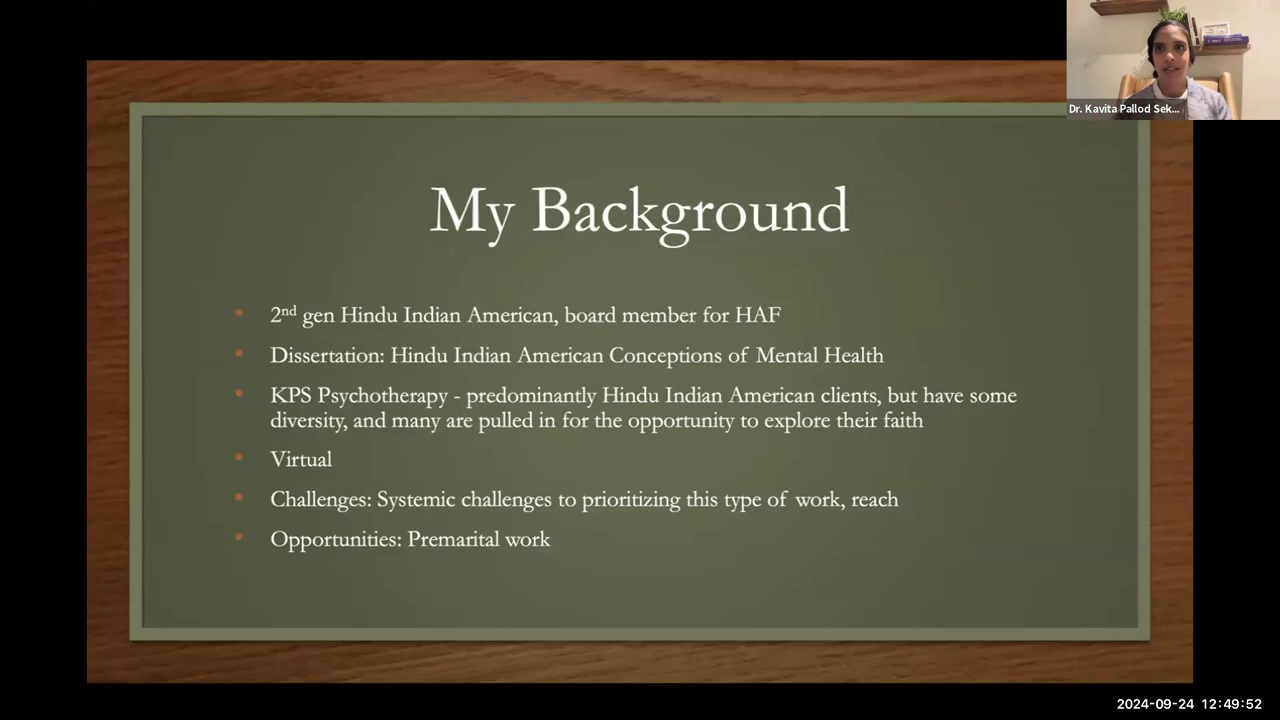 Dr. Kavita Pallod Sek...
My Background
2nd gen Hindu Indian American, board member for HAF
Dissertation: Hindu Indian American Conceptions of Mental Health
KPS Psychotherapy - predominantly Hindu Indian American clients, but have some
diversity, and many are pulled in for the opportunity to explore their faith
Virtual
Challenges: Systemic challenges to prioritizing this type of work, reach
Opportunities: Premarital work
2024-09-24 12:49:52